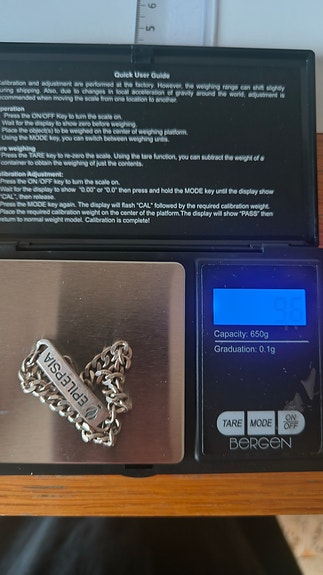 5
6
Quick User Guide
Calibration and adjustment are performed at the factory. However, the weighing range can shift slightly
during shipping. Also, due to changes in local acceleration of gravity around the world, adjustment is
recommended when moving the scale from one location to another.
Operation
Press the ON/OFF Key to turn the scale on.
Wait for the display to show zero before weighing.
Place the object(s) to be weighed on the center of weighing platform.
Using the MODE key, you can switch between weighing units.
Tare weighing
Press the TARE key to re-zero the scale. Using the tare function, you can subtract the weight of a
container to obtain the weighing of just the contents.
Calibration Adjustment:
Press the ON/OFF key to turn the scale on.
Wait for the display to show "0.00" or "0.0" then press and hold the MODE key until the display show
"CAL", then release.
Press the MODE key again. The display will flash "CAL" followed by the required calibration weight.
Place the required calibration weight on the center of the platform.The display will show "PASS" then
return to normal weight model. Calibration is complete!
Capacity: 650g
Graduation: 0.1g
EPILEPSIA
TARE
MODE
ON
OFF
BERGEN